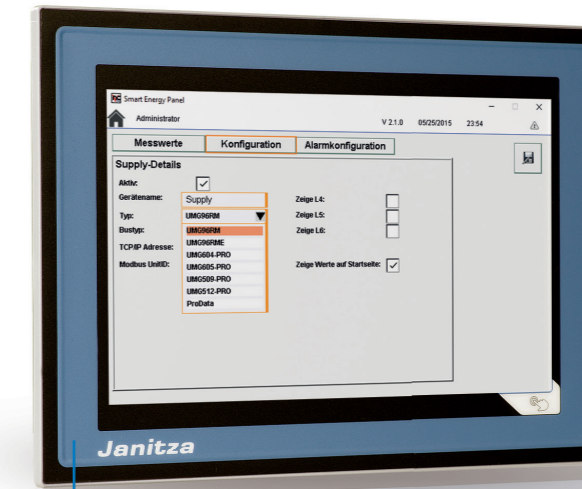 Smart Energy Panel
Administrator V 2.1.0 05/25/2015 23:54
Messwerte Konfiguration Alarmkonfiguration
Supply-Details
Aktiv:
Gerätename: Supply Zeige L4:
Typ: UMG96RM Zeige L5:
Bustyp: UMG96RM Zeige L6:
UMG96RME
TCP/IP Adresse: UMG604-PRO
Modbus UnitID: UMG605-PRO Zeige Werte auf Startseite:
UMG509-PRO
UMG512-PRO
ProData
Janitza